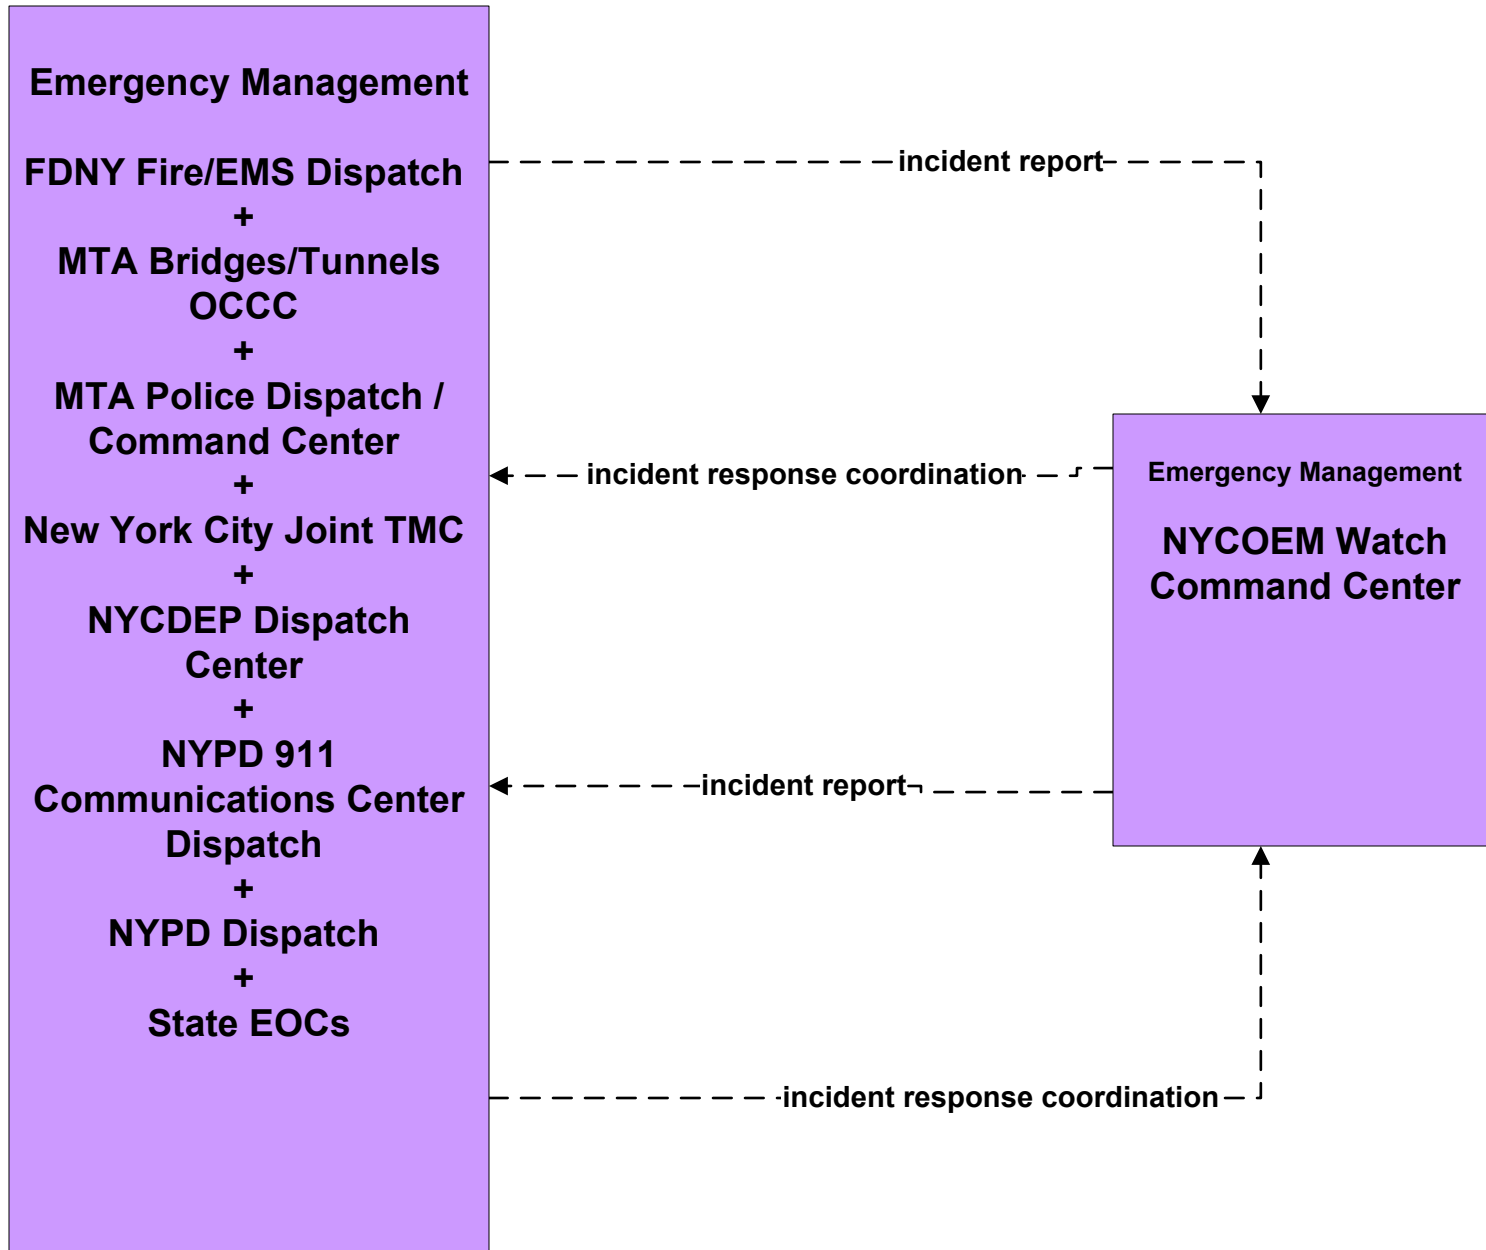 Emergency Management
FDNY Fire/EMS Dispatch
+
MTA Bridges/Tunnels
OCCC
+
MTA Police Dispatch /
Command Center
+
New York City Joint TMC
+
NYCDEP Dispatch
Center
+
NYPD 911
Communications Center
Dispatch
+
NYPD Dispatch
+
State EOCs
incident report
incident response coordination
incident report
incident response coordination
Emergency Management
NYCOEM Watch
Command Center